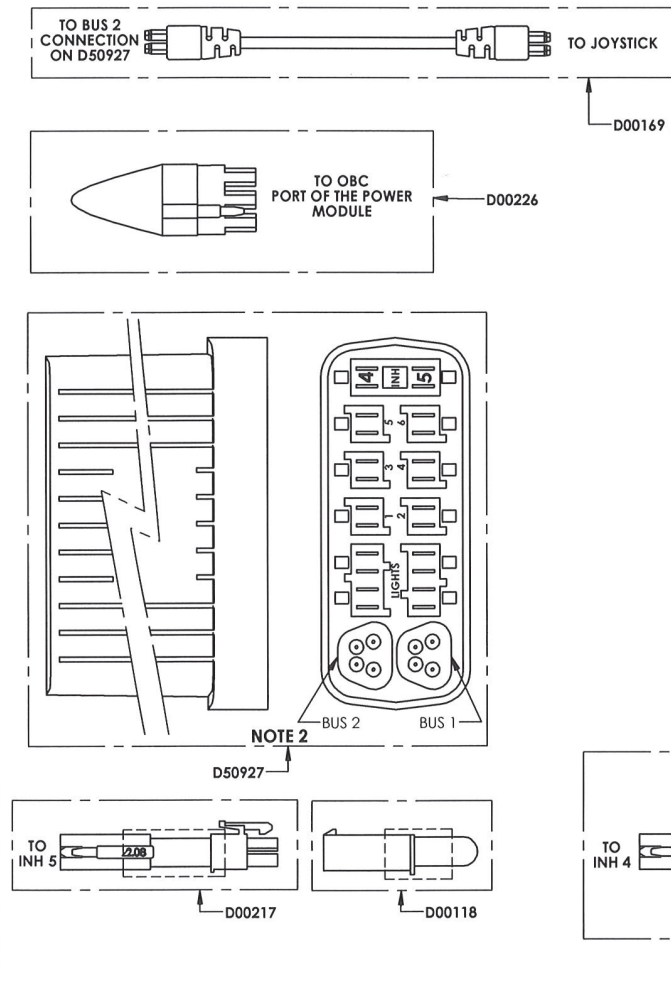 TO BUS 2
CONNECTION
ON D50927
TO JOYSTICK
D00169
TO OBC
PORT OF THE POWER
MODULE
D00226
4 INH 5
5 6
3 4
1 2
LIGHTS
BUS 2
BUS 1
NOTE 2
D50927
TO
INH 5
D00217
D00118
TO
INH 4